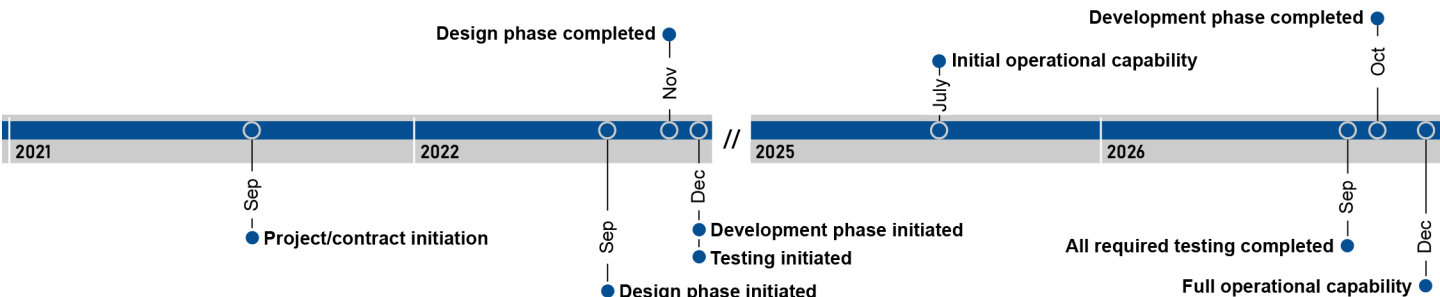 Development phase completed
Design phase completed
Initial operational capability
Nov
July
Oct
2021
2022
//
2025
2026
Sep
Sep
Dec
Sep
Dec
Project/contract initiation
Development phase initiated
Testing initiated
Design phase initiated
All required testing completed
Full operational capability